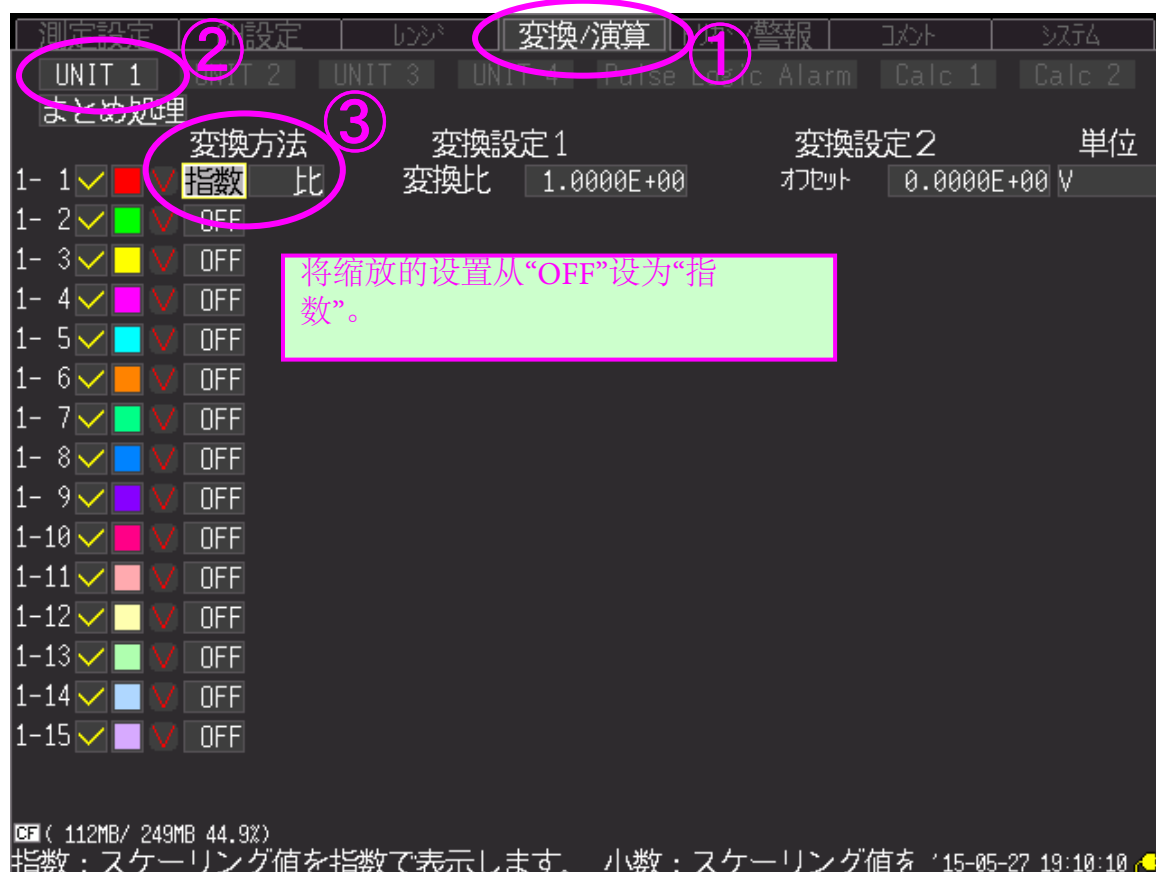 測定設定 CH設定 レンジ 変換/演算 警報 コメント システム
① ② ③
UNIT 1 UNIT 2 UNIT 3 UNIT 4 Pulse Logic Alarm Calc 1 Calc 2
まとめ処理
変換方法 変換設定1 変換設定2 単位
1- 1 指数 比 変換比 1.0000E+00 オフセット 0.0000E+00 V
1- 2 OFF
1- 3 OFF
将缩放的设置从“OFF”设为“指
数”。
1- 4 OFF
1- 5 OFF
1- 6 OFF
1- 7 OFF
1- 8 OFF
1- 9 OFF
1-10 OFF
1-11 OFF
1-12 OFF
1-13 OFF
1-14 OFF
1-15 OFF
CF ( 112MB/ 249MB 44.9%)
指数：スケーリング値を指数で表示します。 小数：スケーリング値を '15-05-27 19:10:10